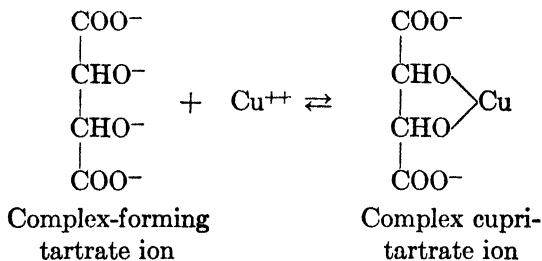 COO⁻ COO⁻
CHO⁻ CHO
+ Cu⁺⁺ ⇄ Cu
CHO⁻ CHO
COO⁻ COO⁻
Complex-forming Complex cupri-
tartrate ion tartrate ion